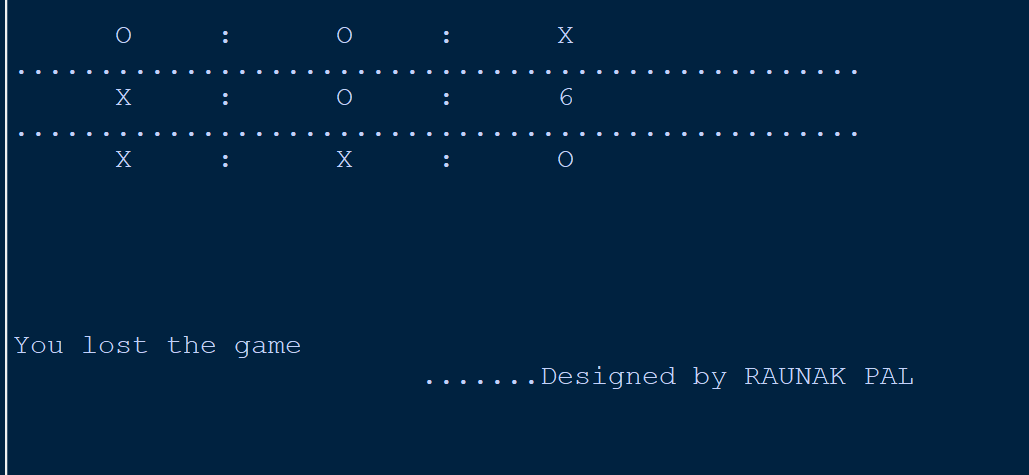 O : O : X
..................................................
X : O : 6
..................................................
X : X : O
You lost the game
.......Designed by RAUNAK PAL